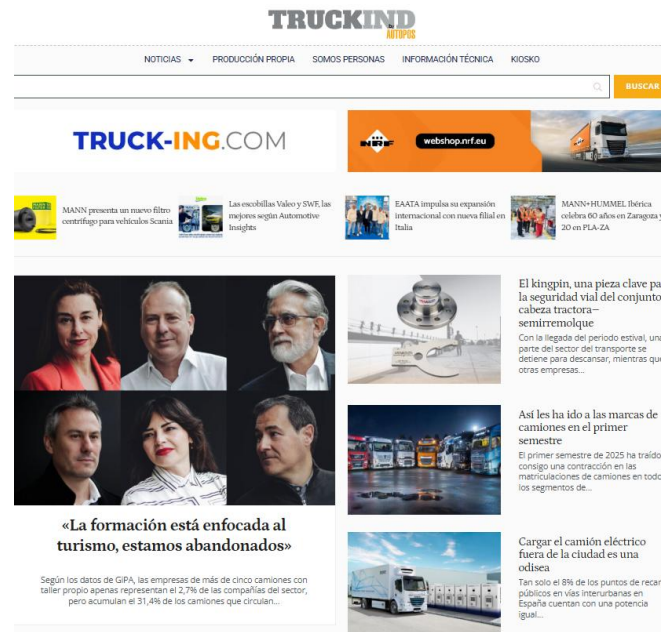 TRUCKIND
AUTOPOS
NOTICIAS PRODUCCIÓN PROPIA SOMOS PERSONAS INFORMACIÓN TÉCNICA KIOSKO
BUSCAR
TRUCK-ING.COM
NRF
webshop.nrf.eu
MANN presenta un nuevo filtro
centrífugo para vehículos Scania
Las escobillas Valeo y SWF, las
mejores según Automotive
Insights
EAATA impulsa su expansión
internacional con nueva filial en
Italia
MANN+HUMMEL Ibérica
celebra 60 años en Zaragoza y
20 en PLA-ZA
«La formación está enfocada al
turismo, estamos abandonados»
Según los datos de GiPA, las empresas de más de cinco camiones con
taller propio apenas representan el 2,7% de las compañías del sector,
pero acumulan el 31,4% de los camiones que circulan...
El kingpin, una pieza clave pa
la seguridad vial del conjunto
cabeza tractora–
semirremolque
Con la llegada del periodo estival, una
parte del sector del transporte se
detiene para descansar, mientras que
otras empresas...
Así les ha ido a las marcas de
camiones en el primer
semestre
El primer semestre de 2025 ha traído
consigo una contracción en las
matriculaciones de camiones en todo
los segmentos de...
Cargar el camión eléctrico
fuera de la ciudad es una
odisea
Tan solo el 8% de los puntos de recar
públicos en vías interurbanas en
España cuentan con una potencia
igual...